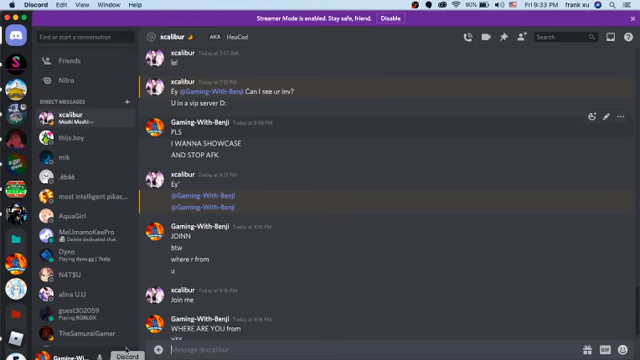 Discord File Edit View Window Help
90% Fri 9:33 PM frank xu
Streamer Mode is enabled. Stay safe, friend. Disable
Find or start a conversation
@ xcalibur AKA HeuCed
Search
Friends
Nitro
DIRECT MESSAGES +
xcalibur
thijs.boy
mik
most intelligent pikac...
AquaGirl
MeUmamoKeePro
Delete dedicated chat.
Dyno
Playing dyno.gg | ?help
N4T$U
alina U.U
guest302059
Playing ROBLOX
TheSamuraiGamer
Gaming-Wi...
Discord
xcalibur Today at 7:57 AM
lel
xcalibur Today at 7:12 PM
Ey @Gaming-With-Benji Can I see ur inv?
U in a vip server D:
Gaming-With-Benji Today at 8:58 PM
PLS
I WANNA SHOWCASE
AND STOP AFK
xcalibur Today at 9:13 PM
Ey'
@Gaming-With-Benji
@Gaming-With-Benji
Gaming-With-Benji Today at 9:16 PM
JOINN
btw
where r from
u
xcalibur Today at 9:16 PM
Join me
Gaming-With-Benji Today at 9:16 PM
WHERE ARE YOU from
YES
Message @xcalibur
GIF